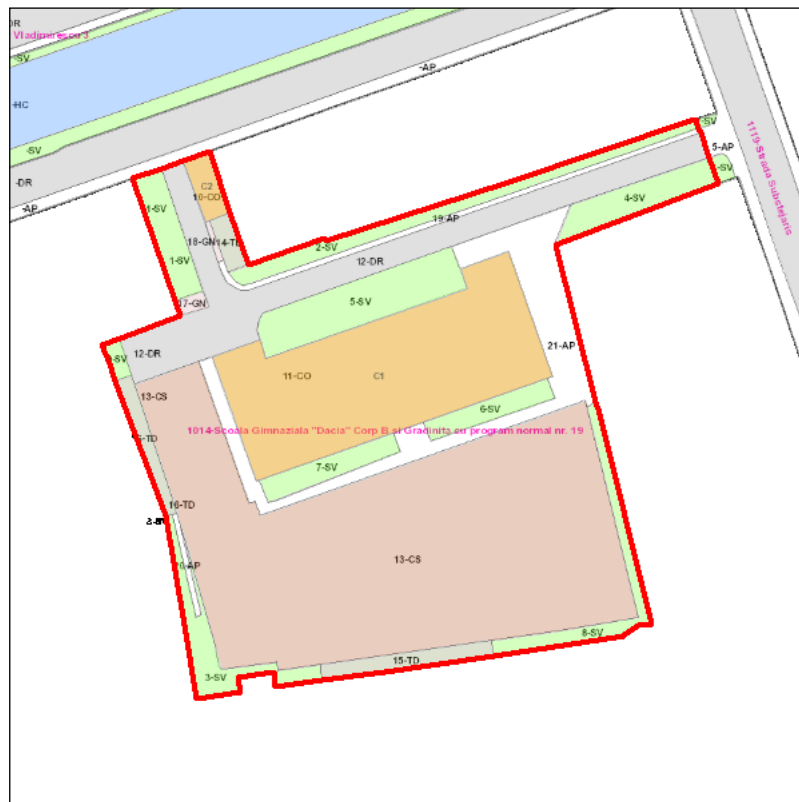 DR
Vladimirescu 3
-SV
-AP
-HC
-SV
-DR
-AP
-SV
5-AP
-SV
1119-Strada Substejaris
C2
10-CO
1-SV
4-SV
19-AP
18-GN
14-TD
2-SV
1-SV
12-DR
17-GN
5-SV
12-DR
21-AP
11-CO
C1
13-CS
6-SV
1014-Scoala Gimnaziala "Dacia" Corp B si Gradinita cu program normal nr. 19
7-SV
16-TD
13-CS
8-SV
15-TD
3-SV